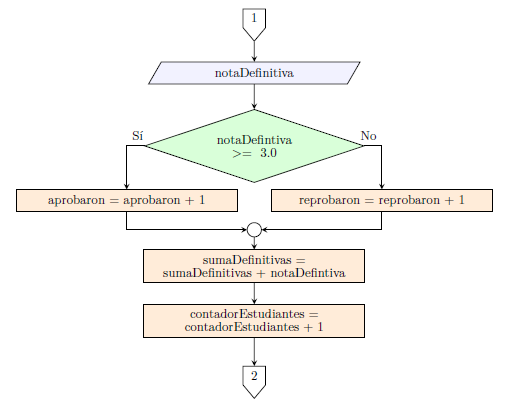 1
notaDefinitiva
notaDefintiva
>= 3.0
Sí
No
aprobaron = aprobaron + 1
reprobaron = reprobaron + 1
sumaDefinitivas =
sumaDefinitivas + notaDefintiva
contadorEstudiantes =
contadorEstudiantes + 1
2